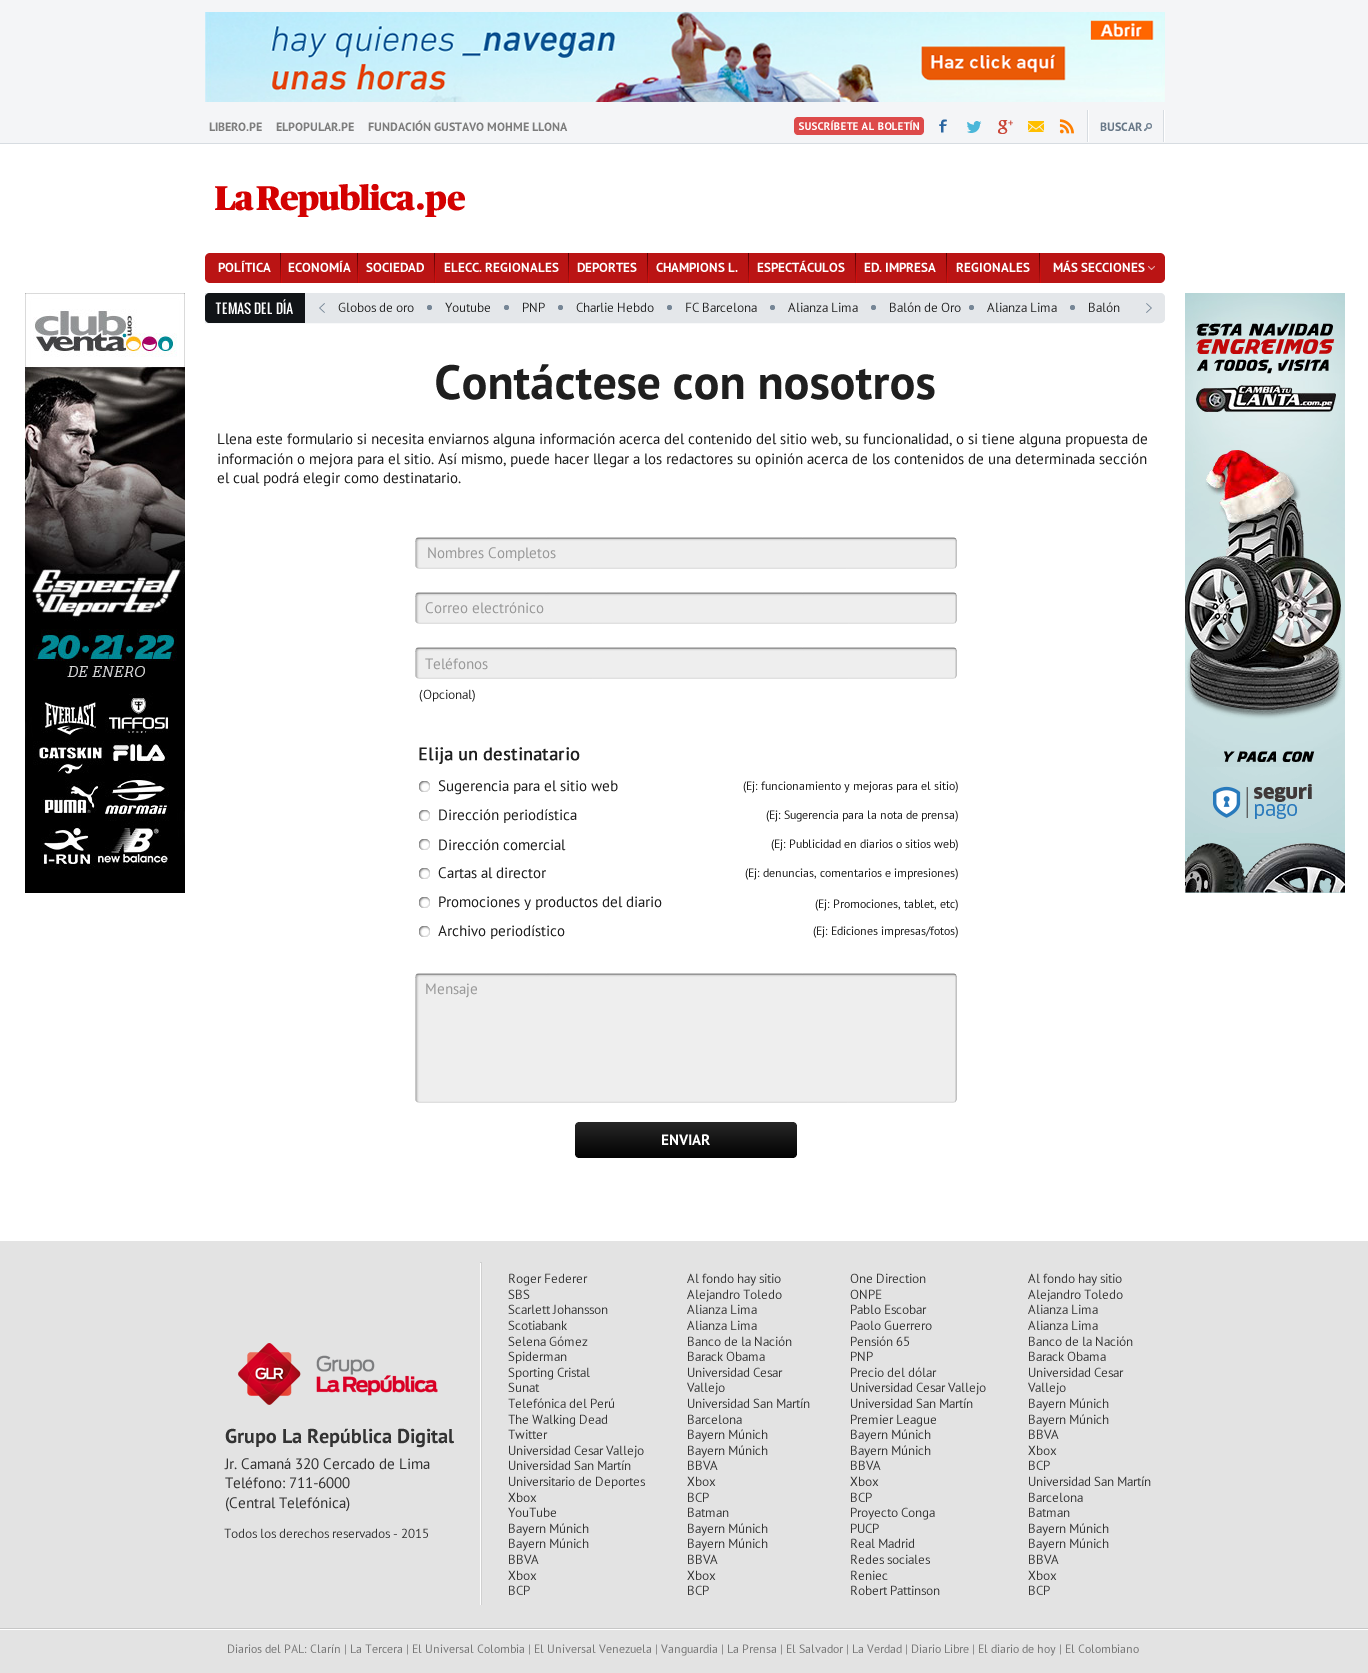 hay quienes _navegan
unas horas
Abrir
Haz click aquí
LIBERO.PE ELPOPULAR.PE FUNDACIÓN GUSTAVO MOHME LLONA
SUSCRÍBETE AL BOLETÍN
BUSCAR
La Republica.pe
POLÍTICA ECONOMÍA SOCIEDAD ELECC. REGIONALES DEPORTES CHAMPIONS L. ESPECTÁCULOS ED. IMPRESA REGIONALES MÁS SECCIONES
TEMAS DEL DÍA Globos de oro • Youtube • PNP • Charlie Hebdo • FC Barcelona • Alianza Lima • Balón de Oro • Alianza Lima • Balón
club
venta.com
Especial
Deporte
20·21·22
DE ENERO
EVERLAST TIFFOSI
SPORT
CATSKIN FILA
PUMA mormaii
I-RUN NB new balance
Contáctese con nosotros
Llena este formulario si necesita enviarnos alguna información acerca del contenido del sitio web, su funcionalidad, o si tiene alguna propuesta de
información o mejora para el sitio. Así mismo, puede hacer llegar a los redactores su opinión acerca de los contenidos de una determinada sección
el cual podrá elegir como destinatario.
Nombres Completos
Correo electrónico
Teléfonos
(Opcional)
Elija un destinatario
Sugerencia para el sitio web (Ej: funcionamiento y mejoras para el sitio)
Dirección periodística (Ej: Sugerencia para la nota de prensa)
Dirección comercial (Ej: Publicidad en diarios o sitios web)
Cartas al director (Ej: denuncias, comentarios e impresiones)
Promociones y productos del diario (Ej: Promociones, tablet, etc)
Archivo periodístico (Ej: Ediciones impresas/fotos)
Mensaje
ENVIAR
ESTA NAVIDAD
ENGREIMOS
A TODOS, VISITA
CAMBIA TU
LLANTA.com.pe
Y PAGA CON
seguri
pago
GLR Grupo
La República
Grupo La República Digital
Jr. Camaná 320 Cercado de Lima
Teléfono: 711-6000
(Central Telefónica)
Todos los derechos reservados - 2015
Roger Federer
SBS
Scarlett Johansson
Scotiabank
Selena Gómez
Spiderman
Sporting Cristal
Sunat
Telefónica del Perú
The Walking Dead
Twitter
Universidad Cesar Vallejo
Universidad San Martín
Universitario de Deportes
Xbox
YouTube
Bayern Múnich
Bayern Múnich
BBVA
Xbox
BCP
Al fondo hay sitio
Alejandro Toledo
Alianza Lima
Alianza Lima
Banco de la Nación
Barack Obama
Universidad Cesar
Vallejo
Universidad San Martín
Barcelona
Bayern Múnich
Bayern Múnich
BBVA
Xbox
BCP
Batman
Bayern Múnich
Bayern Múnich
BBVA
Xbox
BCP
One Direction
ONPE
Pablo Escobar
Paolo Guerrero
Pensión 65
PNP
Precio del dólar
Universidad Cesar Vallejo
Universidad San Martín
Premier League
Bayern Múnich
Bayern Múnich
BBVA
Xbox
BCP
Proyecto Conga
PUCP
Real Madrid
Redes sociales
Reniec
Robert Pattinson
Al fondo hay sitio
Alejandro Toledo
Alianza Lima
Alianza Lima
Banco de la Nación
Barack Obama
Universidad Cesar
Vallejo
Bayern Múnich
Bayern Múnich
BBVA
Xbox
BCP
Universidad San Martín
Barcelona
Batman
Bayern Múnich
Bayern Múnich
BBVA
Xbox
BCP
Diarios del PAL: Clarín | La Tercera | El Universal Colombia | El Universal Venezuela | Vanguardia | La Prensa | El Salvador | La Verdad | Diario Libre | El diario de hoy | El Colombiano